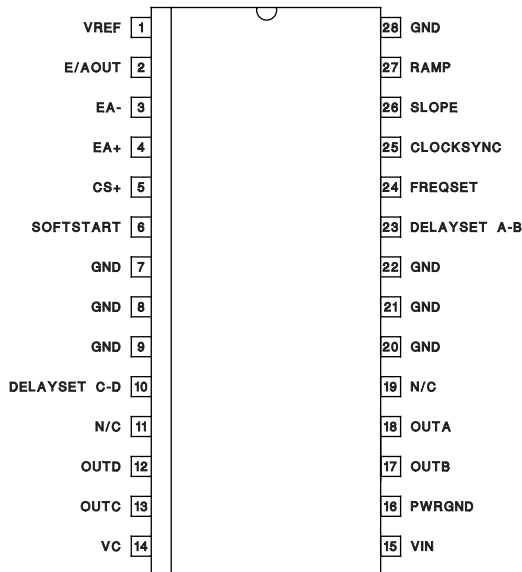 VREF 1 28 GND
E/AOUT 2 27 RAMP
EA- 3 26 SLOPE
EA+ 4 25 CLOCKSYNC
CS+ 5 24 FREQSET
SOFTSTART 6 23 DELAYSET A-B
GND 7 22 GND
GND 8 21 GND
GND 9 20 GND
DELAYSET C-D 10 19 N/C
N/C 11 18 OUTA
OUTD 12 17 OUTB
OUTC 13 16 PWRGND
VC 14 15 VIN